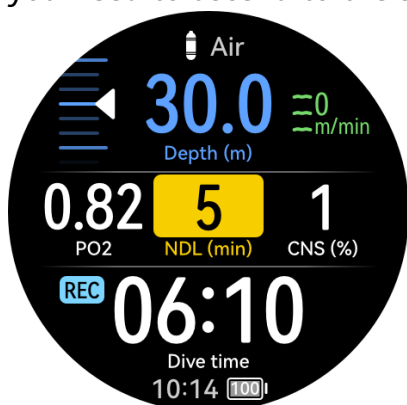 Air
30.0
0
m/min
Depth (m)
0.82 5 1
PO2 NDL (min) CNS (%)
REC 06:10
Dive time
10:14 100